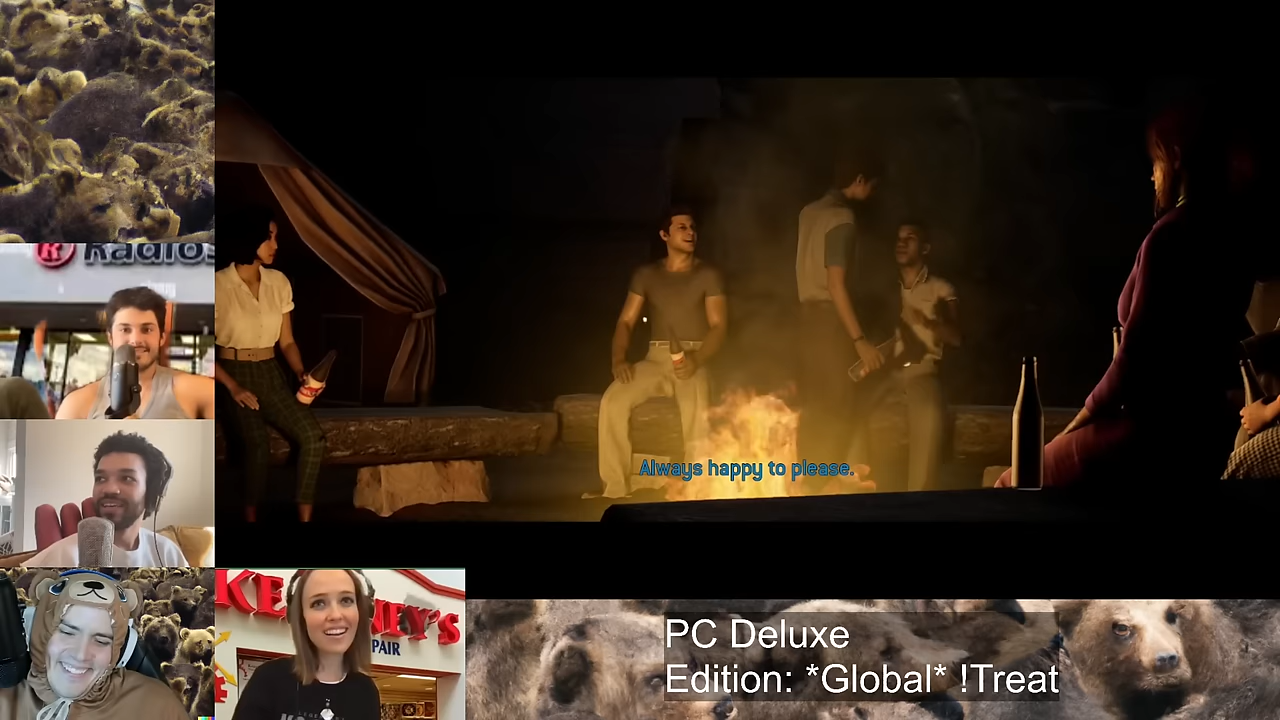 R RadioS
Always happy to please.
KE NEY'S
PAIR
PC Deluxe
Edition: *Global* !Treat